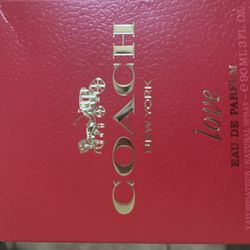 COACH
NEW YORK
love
EAU DE PARFUM